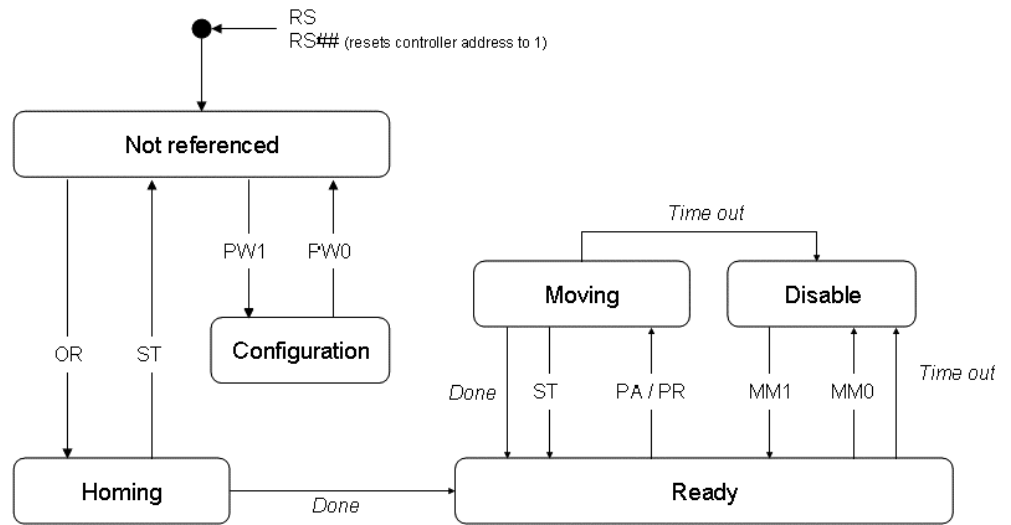 RS
RS## (resets controller address to 1)
Not referenced
Time out
PW1
PW0
Moving
Disable
Configuration
OR
ST
Done
ST
PA / PR
MM1
MM0
Time out
Homing
Done
Ready